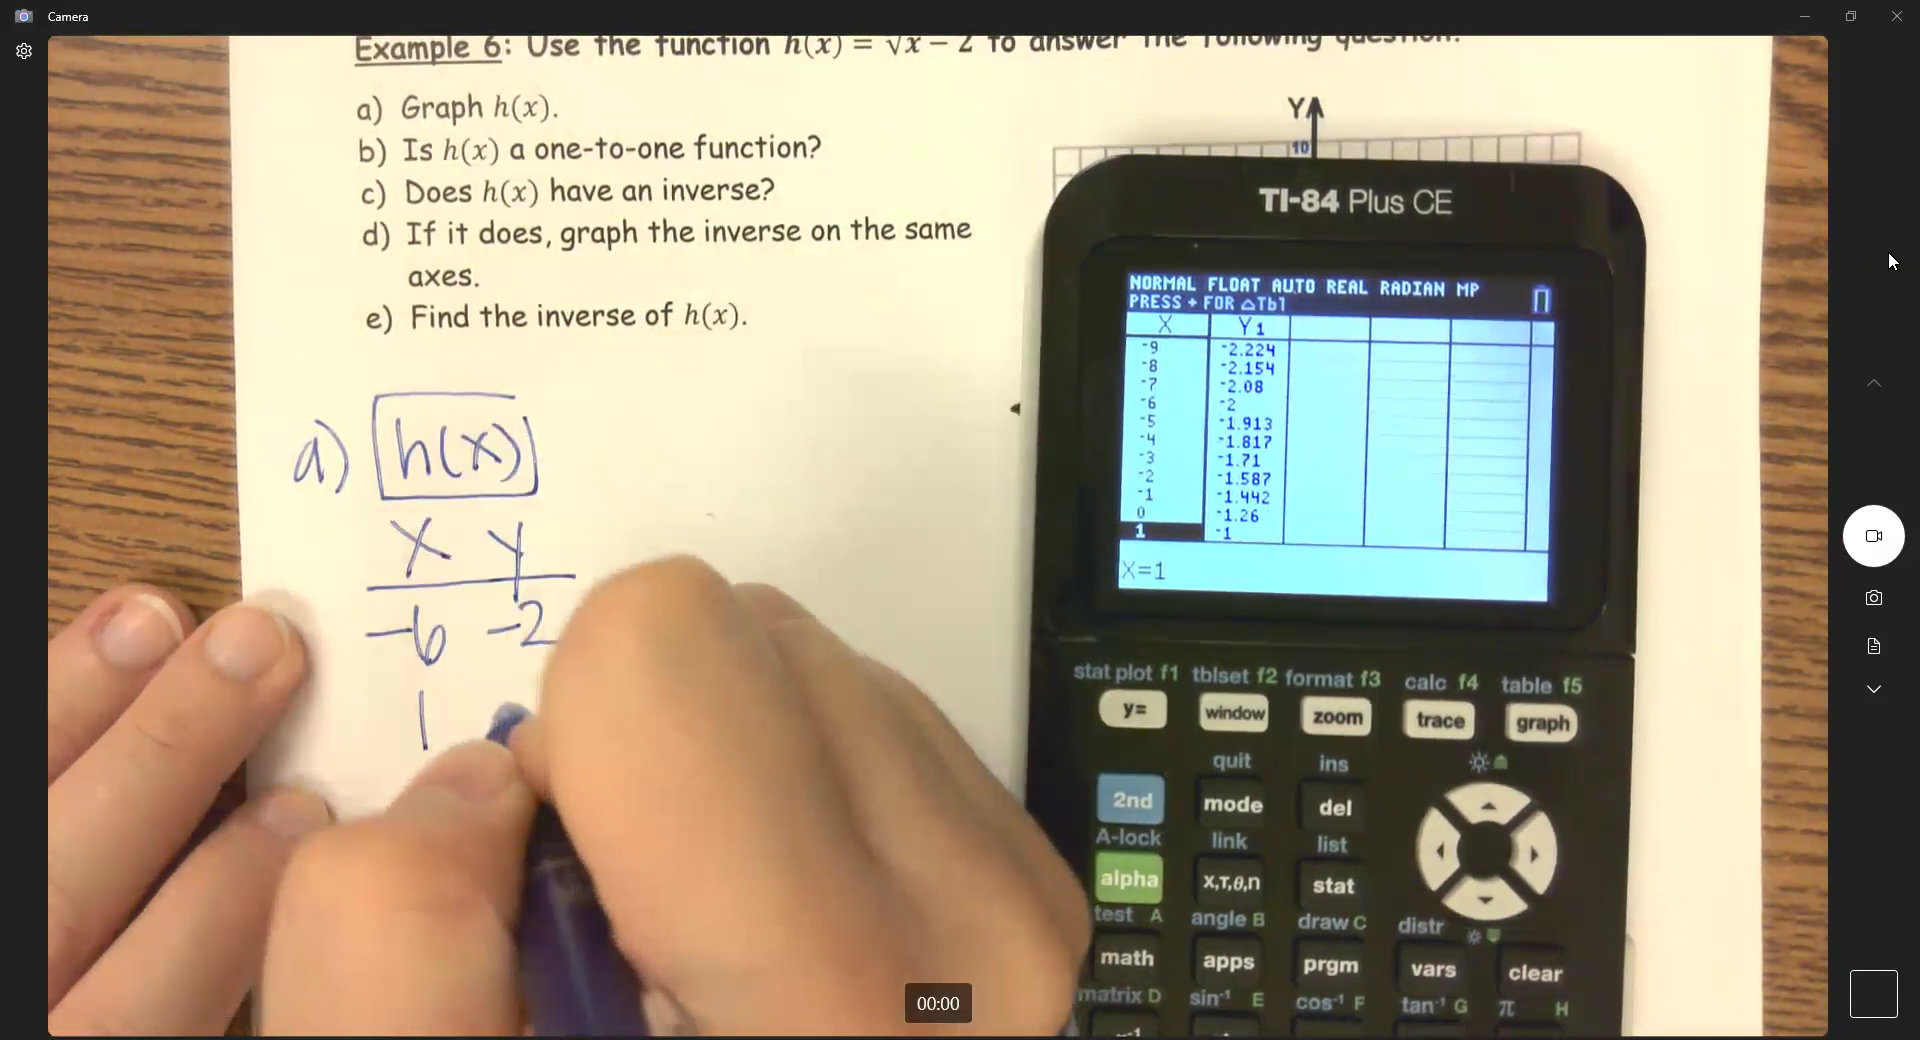 Camera
Example 6: Use the function h(x) = √x − 2 to answer the following question.
a) Graph h(x).
b) Is h(x) a one-to-one function?
c) Does h(x) have an inverse?
d) If it does, graph the inverse on the same
axes.
e) Find the inverse of h(x).
a) h(x)
x y
-6 -2
1
Y
10
TI-84 Plus CE
NORMAL FLOAT AUTO REAL RADIAN MP
PRESS + FOR △Tbl
X Y1
-9 -2.224
-8 -2.154
-7 -2.08
-6 -2
-5 -1.913
-4 -1.817
-3 -1.71
-2 -1.587
-1 -1.442
0 -1.26
1 -1
X=1
stat plot f1 tblset f2 format f3 calc f4 table f5
y= window zoom trace graph
quit ins
2nd mode del
A-lock link list
alpha X,T,θ,n stat
test A angle B draw C distr
math apps prgm vars clear
matrix D sin⁻¹ E cos⁻¹ F tan⁻¹ G π H
00:00